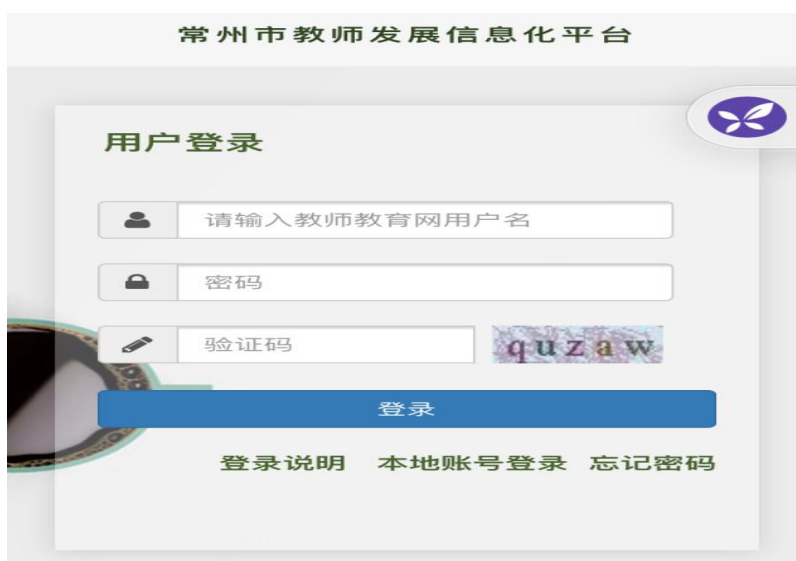 常州市教师发展信息化平台
用户登录
请输入教师教育网用户名
密码
验证码 quzaw
登录
登录说明 本地账号登录 忘记密码